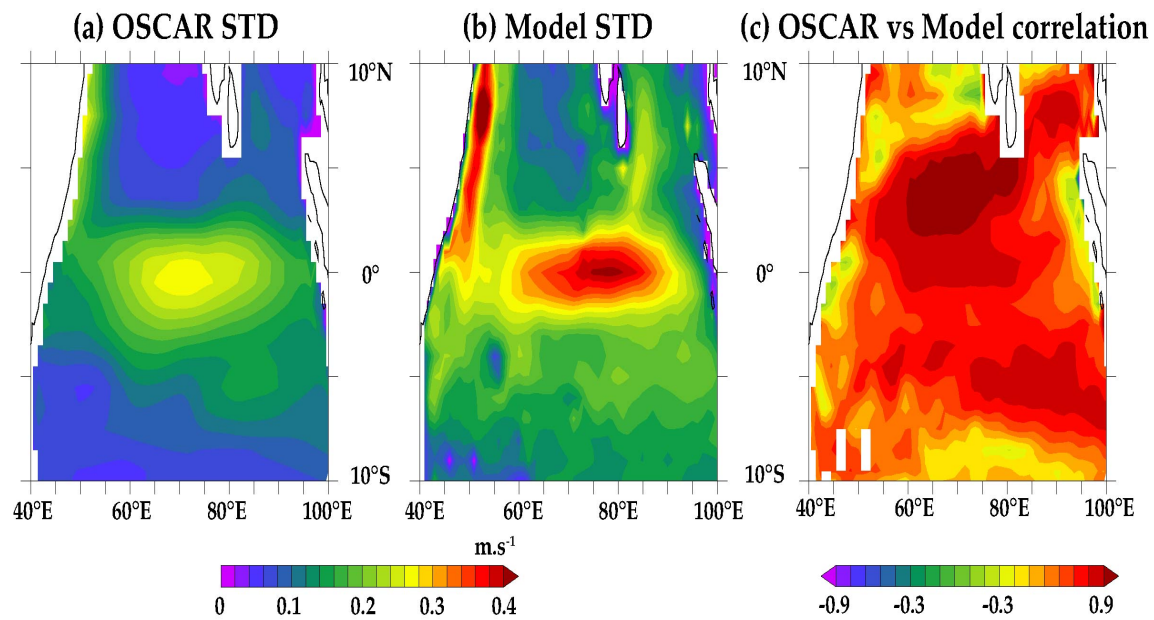 (a) OSCAR STD
(b) Model STD
(c) OSCAR vs Model correlation
10°N
10°N
0°
0°
10°S
10°S
40°E 60°E 80°E 100°E
40°E 60°E 80°E 100°E
40°E 60°E 80°E 100°E
m.s-1
0 0.1 0.2 0.3 0.4
-0.9 -0.3 -0.3 0.9